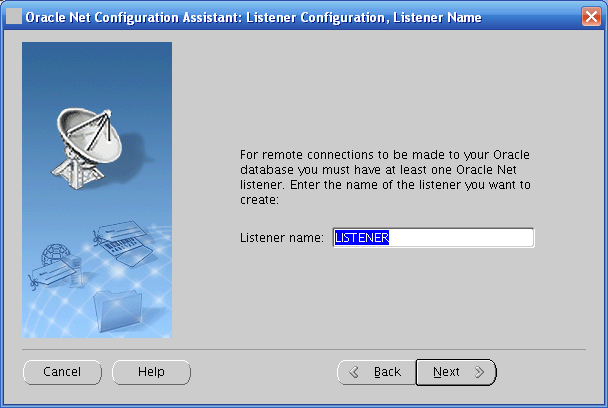 Oracle Net Configuration Assistant: Listener Configuration, Listener Name
For remote connections to be made to your Oracle
database you must have at least one Oracle Net
listener. Enter the name of the listener you want to
create:
Listener name: LISTENER
Cancel Help Back Next